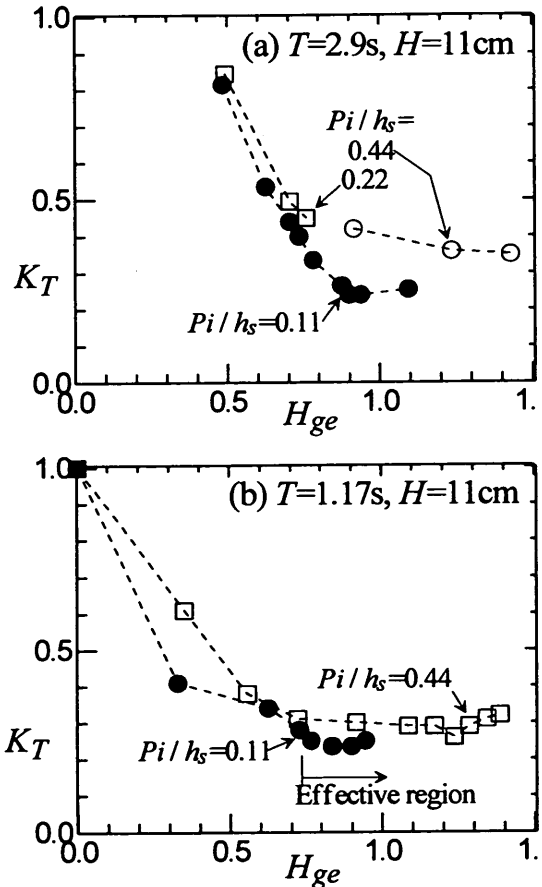 1.0
(a) T=2.9s, H=11cm
Pi/hs=
0.44
0.22
0.5
KT
Pi/hs=0.11
0.0
0.0 0.5 1.0 1.
Hge
1.0
(b) T=1.17s, H=11cm
0.5
Pi/hs=0.44
KT
Pi/hs=0.11
Effective region
0.0
0.0 0.5 1.0 1.
Hge